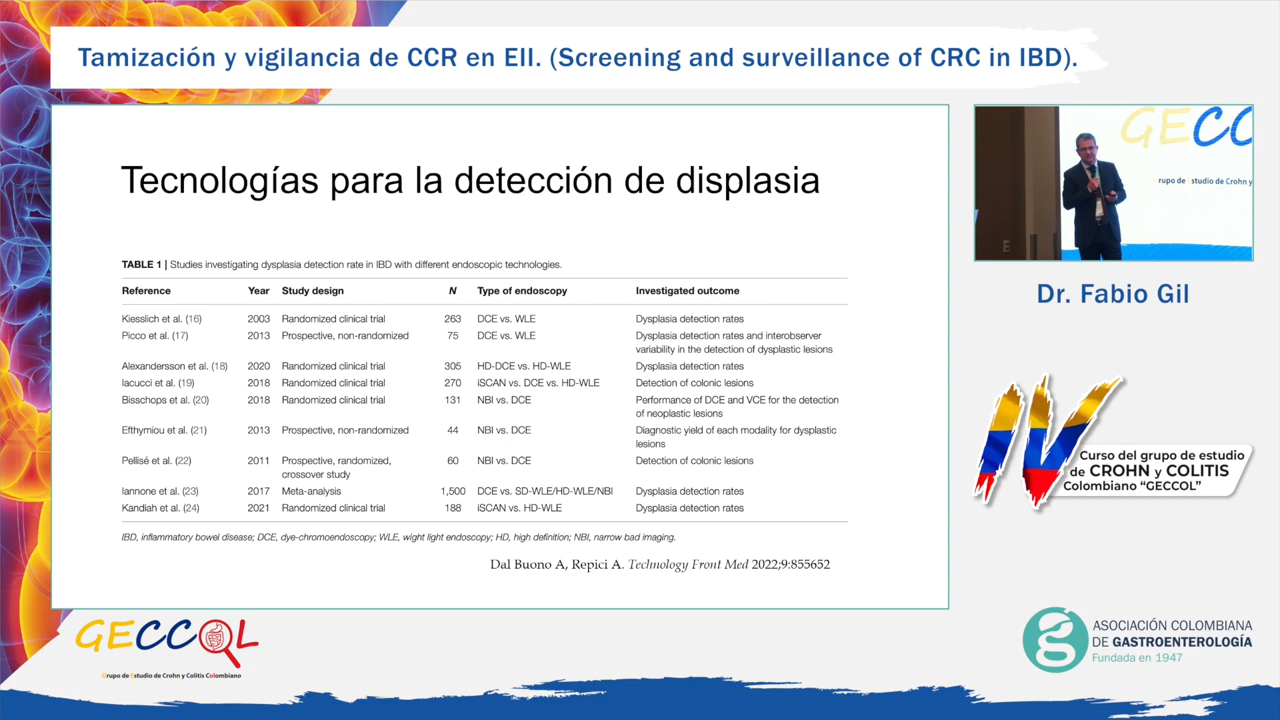 Tamización y vigilancia de CCR en EII. (Screening and surveillance of CRC in IBD).
Tecnologías para la detección de displasia
TABLE 1 | Studies investigating dysplasia detection rate in IBD with different endoscopic technologies.
Reference Year Study design N Type of endoscopy Investigated outcome
Kiesslich et al. (16) 2003 Randomized clinical trial 263 DCE vs. WLE Dysplasia detection rates
Picco et al. (17) 2013 Prospective, non-randomized 75 DCE vs. WLE Dysplasia detection rates and interobserver
variability in the detection of dysplastic lesions
Alexandersson et al. (18) 2020 Randomized clinical trial 305 HD-DCE vs. HD-WLE Dysplasia detection rates
Iacucci et al. (19) 2018 Randomized clinical trial 270 iSCAN vs. DCE vs. HD-WLE Detection of colonic lesions
Bisschops et al. (20) 2018 Randomized clinical trial 131 NBI vs. DCE Performance of DCE and VCE for the detection
of neoplastic lesions
Efthymiou et al. (21) 2013 Prospective, non-randomized 44 NBI vs. DCE Diagnostic yield of each modality for dysplastic
lesions
Pellisé et al. (22) 2011 Prospective, randomized, 60 NBI vs. DCE Detection of colonic lesions
crossover study
Iannone et al. (23) 2017 Meta-analysis 1,500 DCE vs. SD-WLE/HD-WLE/NBI Dysplasia detection rates
Kandiah et al. (24) 2021 Randomized clinical trial 188 iSCAN vs. HD-WLE Dysplasia detection rates
IBD, inflammatory bowel disease; DCE, dye-chromoendoscopy; WLE, wight light endoscopy; HD, high definition; NBI, narrow bad imaging.
Dal Buono A, Repici A. Technology Front Med 2022;9:855652
GECC
rupo de studio de Crohn y
E
Dr. Fabio Gil
IV
Curso del grupo de estudio
de CROHN y COLITIS
Colombiano “GECCOL”
GECCOL
Grupo de Estudio de Crohn y Colitis Colombiano
ASOCIACIÓN COLOMBIANA
DE GASTROENTEROLOGÍA
Fundada en 1947